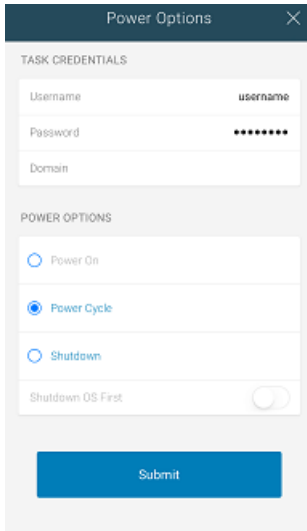 Power Options
TASK CREDENTIALS
Username username
Password ••••••••
Domain
POWER OPTIONS
Power On
Power Cycle
Shutdown
Shutdown OS First
Submit